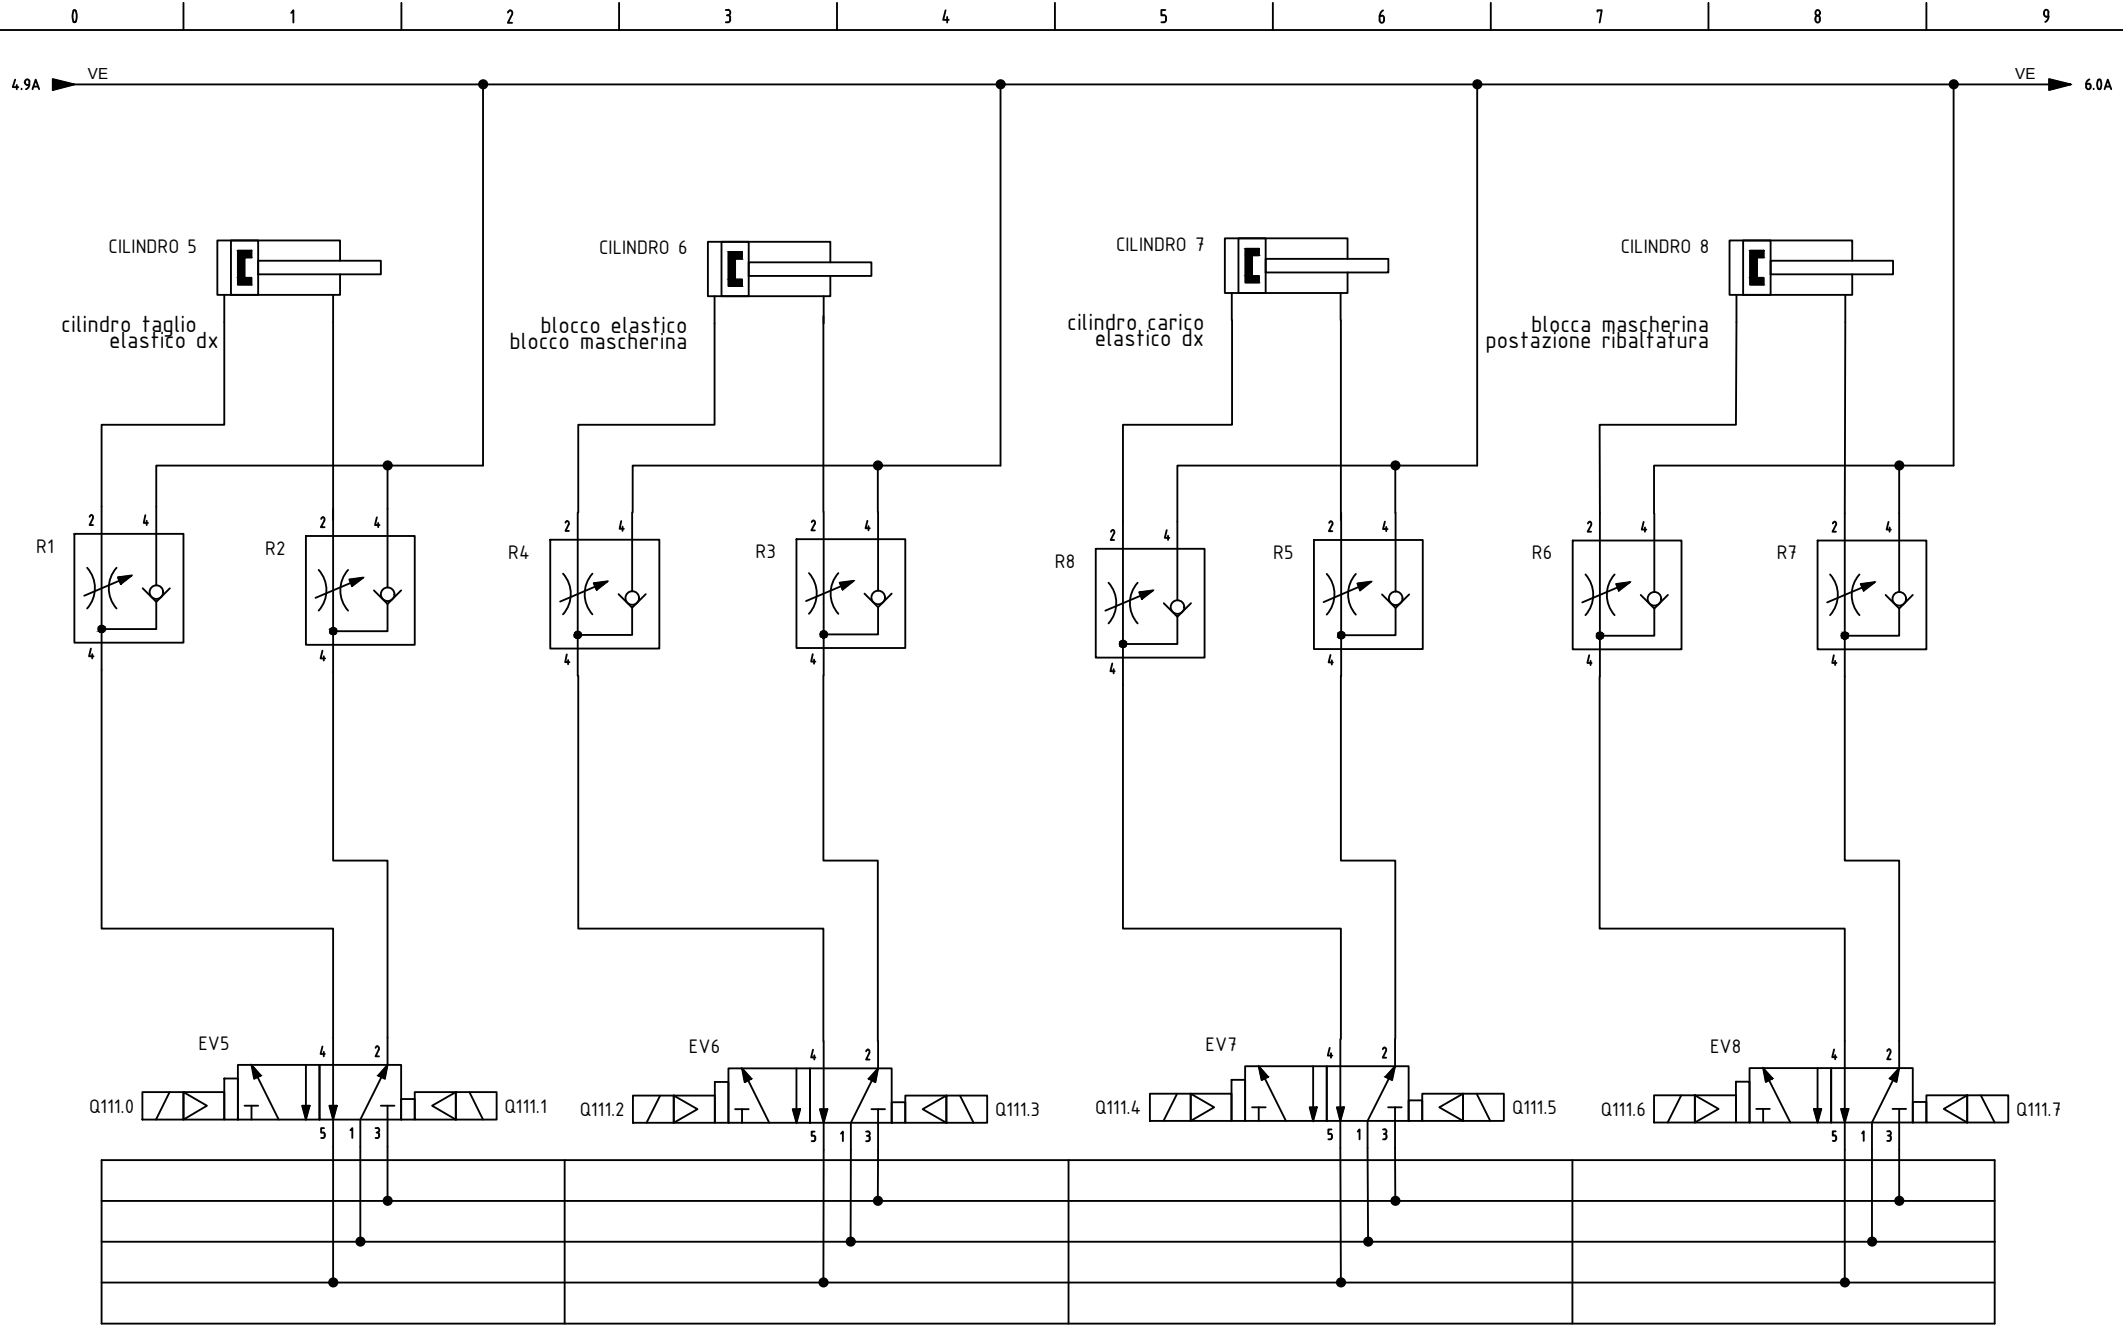 0 1 2 3 4 5 6 7 8 9
4.9A VE VE 6.0A
CILINDRO 5
cilindro taglio
elastico dx
CILINDRO 6
blocco elastico
blocco mascherina
CILINDRO 7
cilindro carico
elastico dx
CILINDRO 8
blocca mascherina
postazione ribaltatura
2 4 2 4 2 4 2 4 2 4 2 4 2 4 2 4
R1 R2 R4 R3 R8 R5 R6 R7
4 4 4 4 4 4 4 4
EV5 4 2 EV6 4 2 EV7 4 2 EV8 4 2
Q111.0 Q111.1 Q111.2 Q111.3 Q111.4 Q111.5 Q111.6 Q111.7
5 1 3 5 1 3 5 1 3 5 1 3